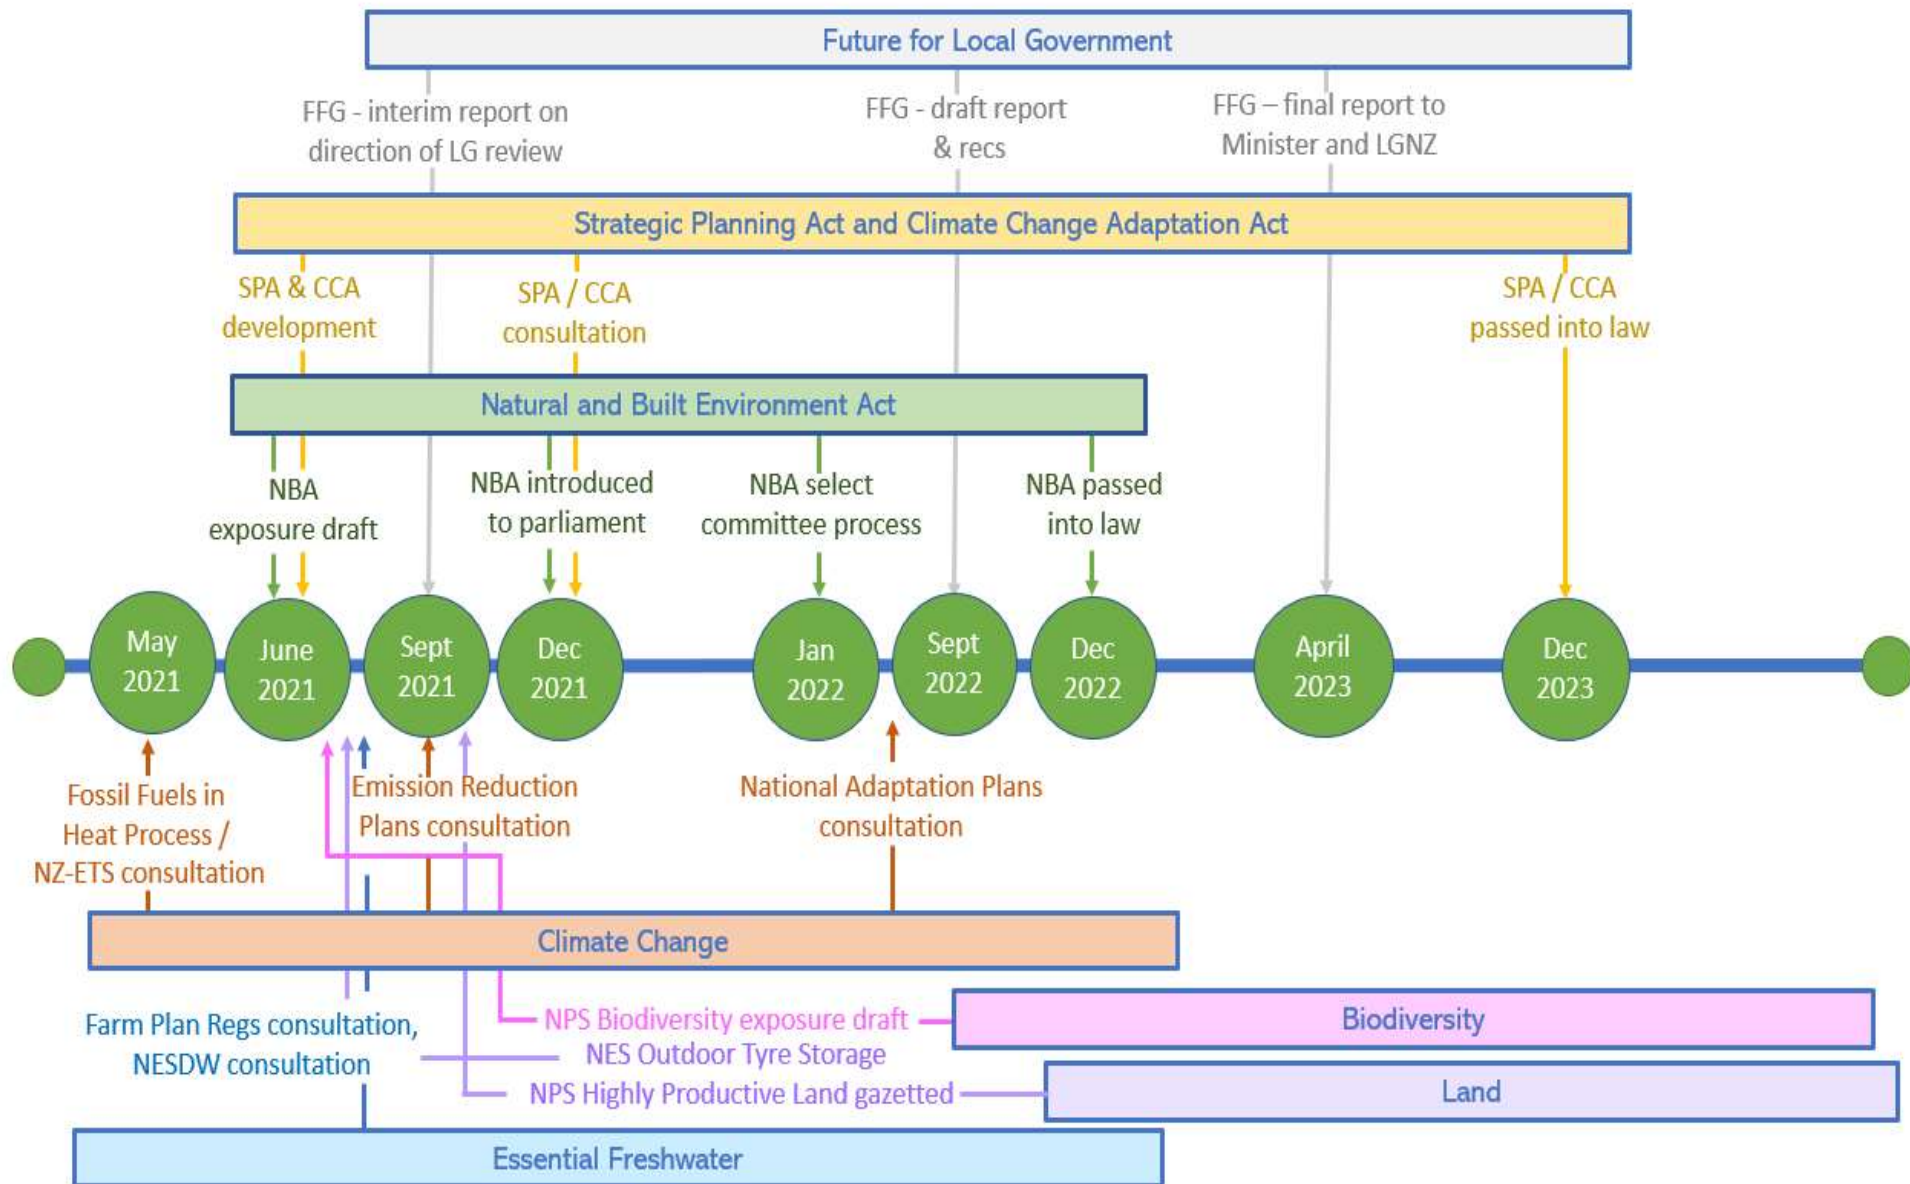 Future for Local Government
FFG - interim report on
direction of LG review
FFG - draft report
& recs
FFG – final report to
Minister and LGNZ
Strategic Planning Act and Climate Change Adaptation Act
SPA & CCA
development
SPA / CCA
consultation
SPA / CCA
passed into law
Natural and Built Environment Act
NBA
exposure draft
NBA introduced
to parliament
NBA select
committee process
NBA passed
into law
May
2021
June
2021
Sept
2021
Dec
2021
Jan
2022
Sept
2022
Dec
2022
April
2023
Dec
2023
Fossil Fuels in
Heat Process /
NZ-ETS consultation
Emission Reduction
Plans consultation
National Adaptation Plans
consultation
Climate Change
Farm Plan Regs consultation,
NESDW consultation
NPS Biodiversity exposure draft
Biodiversity
NES Outdoor Tyre Storage
NPS Highly Productive Land gazetted
Land
Essential Freshwater